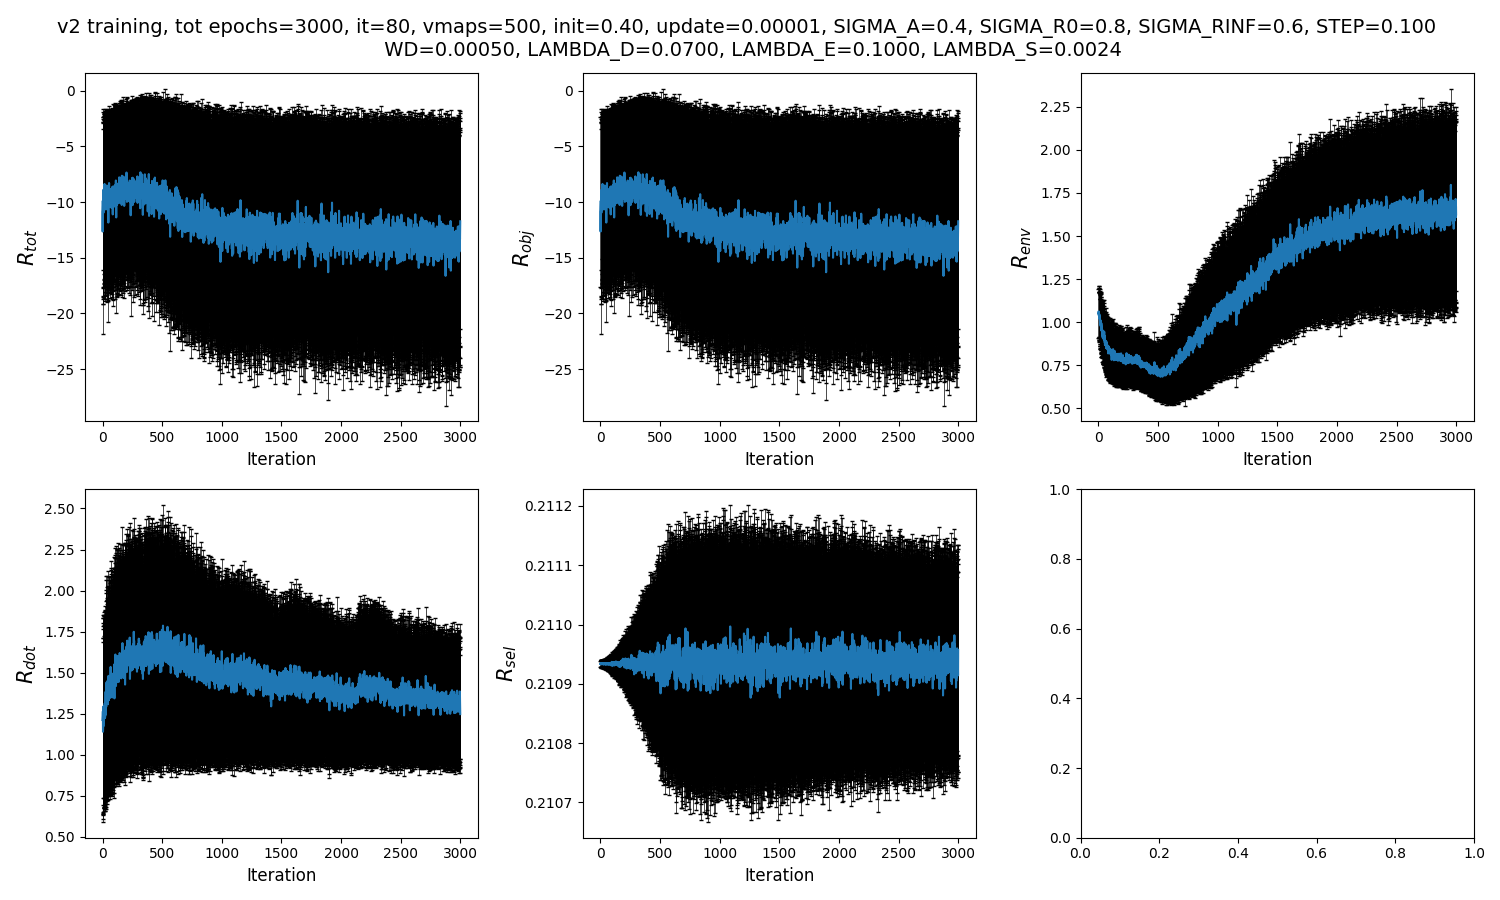 v2 training, tot epochs=3000, it=80, vmaps=500, init=0.40, update=0.00001, SIGMA_A=0.4, SIGMA_R0=0.8, SIGMA_RINF=0.6, STEP=0.100
WD=0.00050, LAMBDA_D=0.0700, LAMBDA_E=0.1000, LAMBDA_S=0.0024
0
−5
−10
−15
−20
−25
R_tot
0 500 1000 1500 2000 2500 3000
Iteration
0
−5
−10
−15
−20
−25
R_obj
0 500 1000 1500 2000 2500 3000
Iteration
2.25
2.00
1.75
1.50
1.25
1.00
0.75
0.50
R_env
0 500 1000 1500 2000 2500 3000
Iteration
2.50
2.25
2.00
1.75
1.50
1.25
1.00
0.75
0.50
R_dot
0 500 1000 1500 2000 2500 3000
Iteration
0.2112
0.2111
0.2110
0.2109
0.2108
0.2107
R_sel
0 500 1000 1500 2000 2500 3000
Iteration
1.0
0.8
0.6
0.4
0.2
0.0
0.0 0.2 0.4 0.6 0.8 1.0